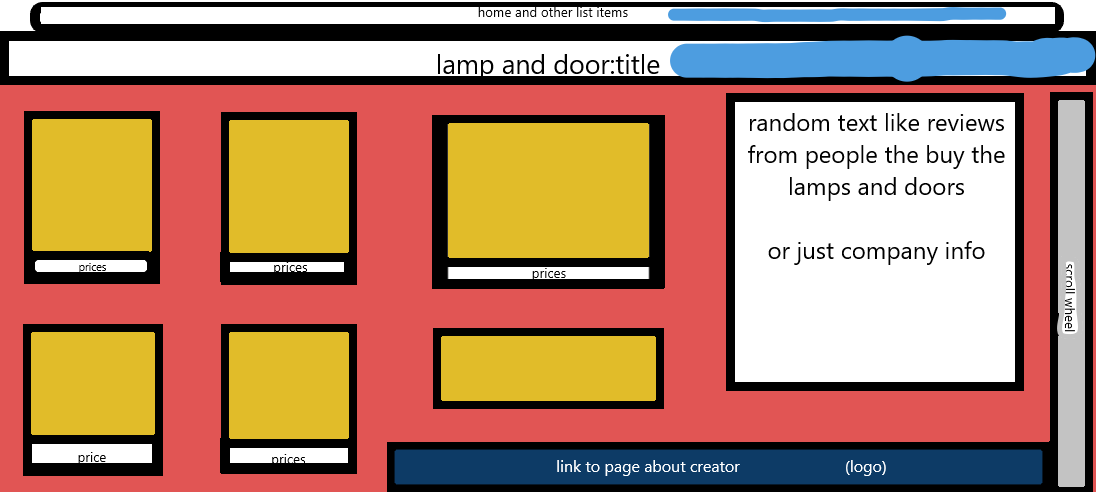 home and other list items
lamp and door:title
prices
prices
prices
random text like reviews
from people the buy the
lamps and doors
or just company info
scroll wheel
price
prices
link to page about creator
(logo)